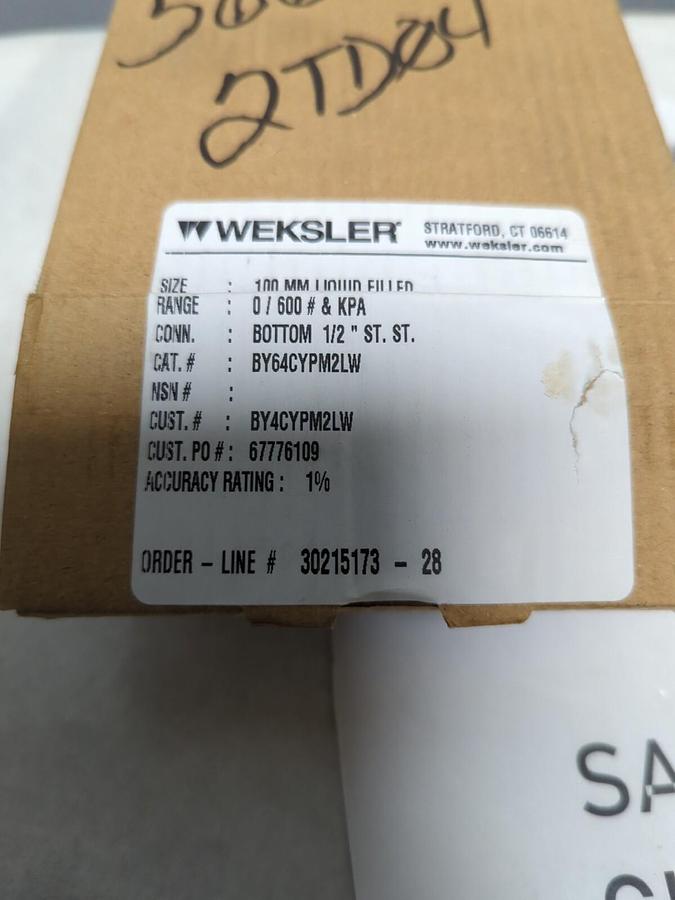 2TDØ4
WEKSLER® STRATFORD, CT 06614
www.weksler.com
SIZE : 100 MM LIQUID FILLED
RANGE : 0 / 600 # & KPA
CONN. : BOTTOM 1/2 " ST. ST.
CAT. # : BY64CYPM2LW
NSN # :
CUST. # : BY4CYPM2LW
CUST. PO # : 67776109
ACCURACY RATING : 1%
ORDER – LINE # 30215173 – 28
SA